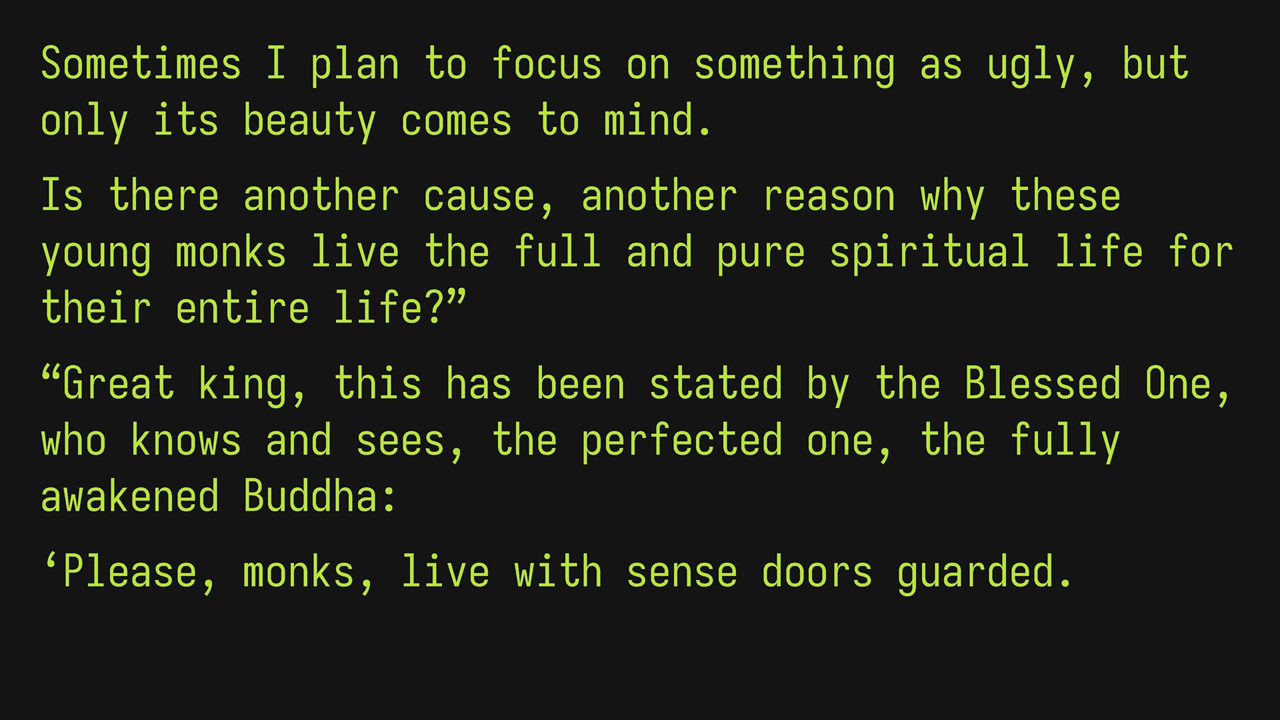 Sometimes I plan to focus on something as ugly, but
only its beauty comes to mind.
Is there another cause, another reason why these
young monks live the full and pure spiritual life for
their entire life?”
“Great king, this has been stated by the Blessed One,
who knows and sees, the perfected one, the fully
awakened Buddha:
‘Please, monks, live with sense doors guarded.